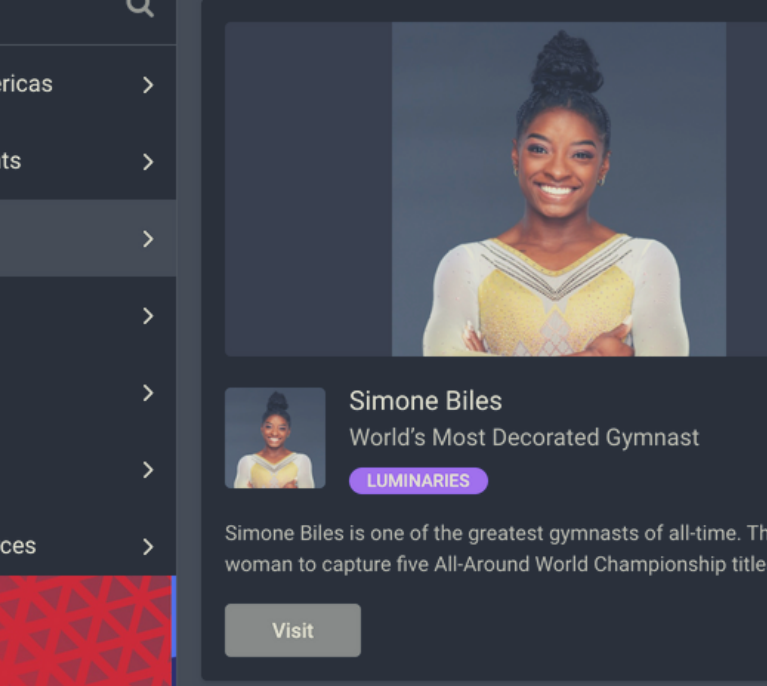 ericas
ts
ces
Simone Biles
World's Most Decorated Gymnast
LUMINARIES
Simone Biles is one of the greatest gymnasts of all-time. Th
woman to capture five All-Around World Championship title
Visit